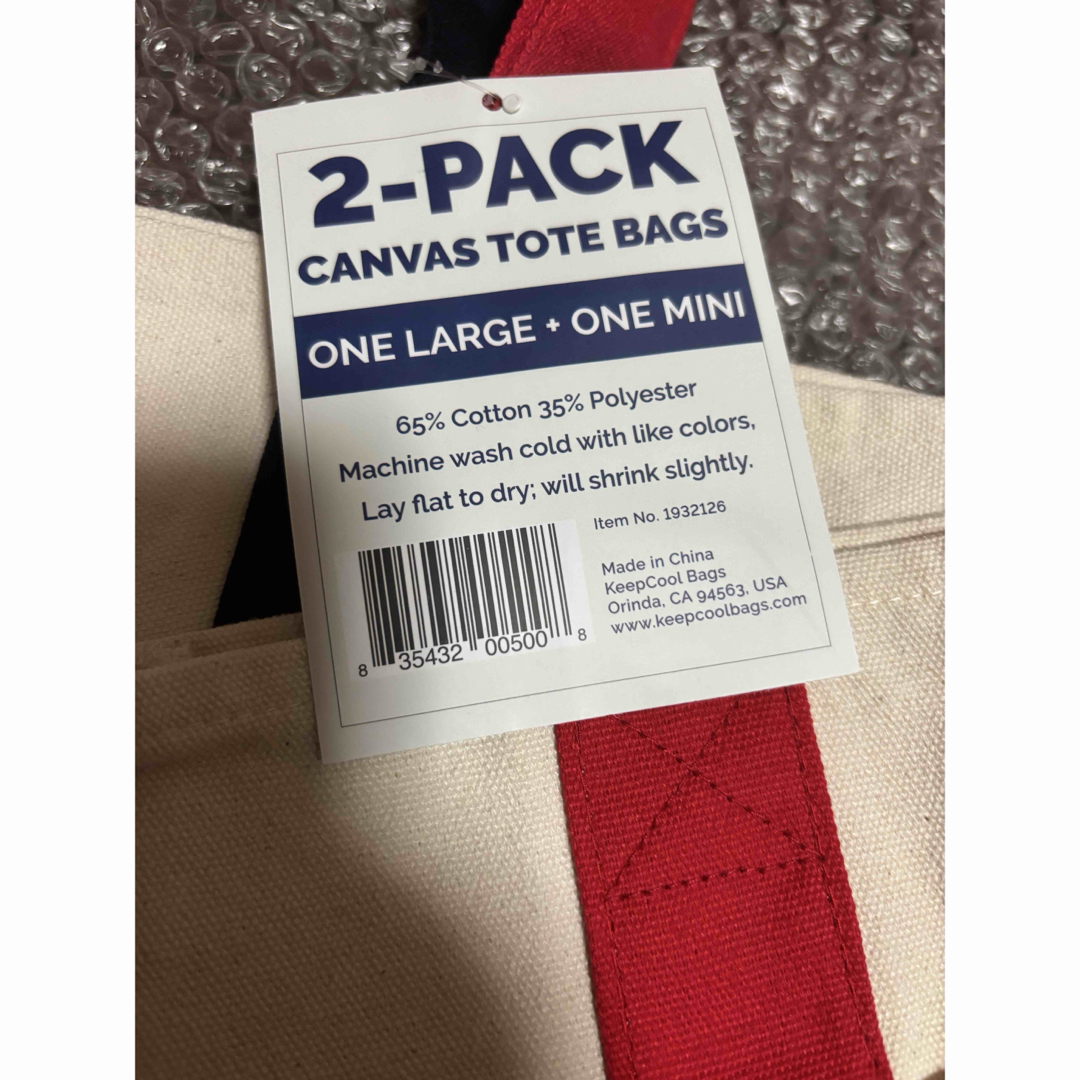 2-PACK
CANVAS TOTE BAGS
ONE LARGE + ONE MINI
65% Cotton 35% Polyester
Machine wash cold with like colors,
Lay flat to dry; will shrink slightly.
Item No. 1932126
Made in China
KeepCool Bags
Orinda, CA 94563, USA
www.keepcoolbags.com
8 35432 00500 8